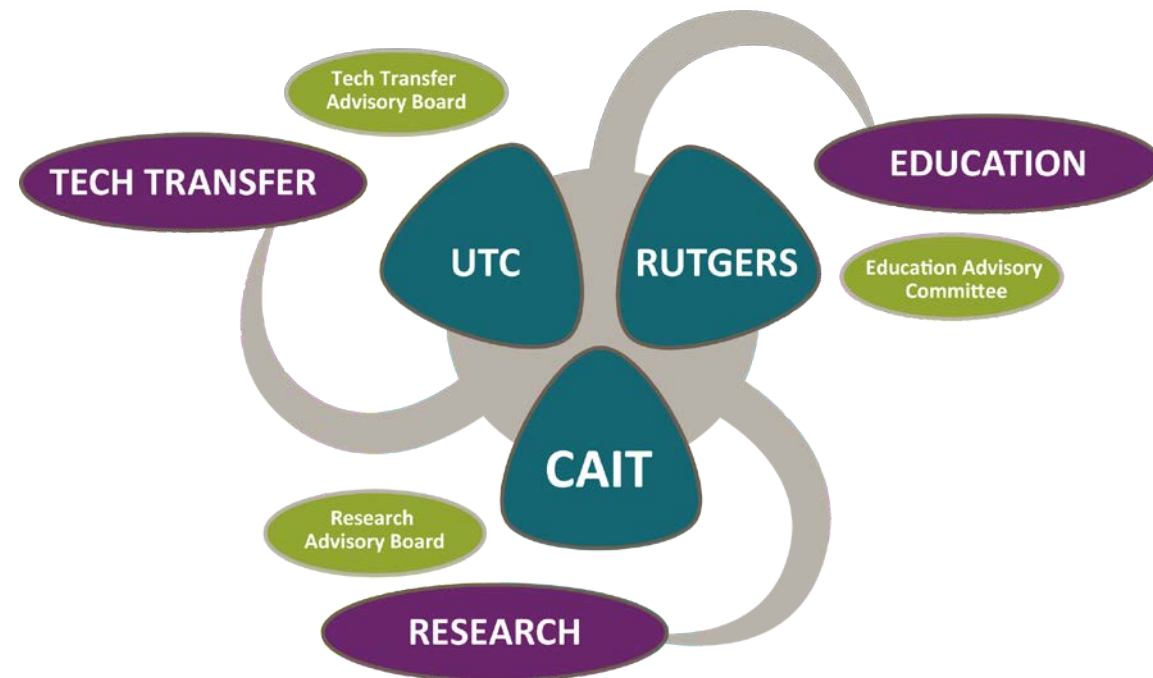 Tech Transfer
Advisory Board
TECH TRANSFER
EDUCATION
UTC
RUTGERS
Education Advisory
Committee
CAIT
Research
Advisory Board
RESEARCH